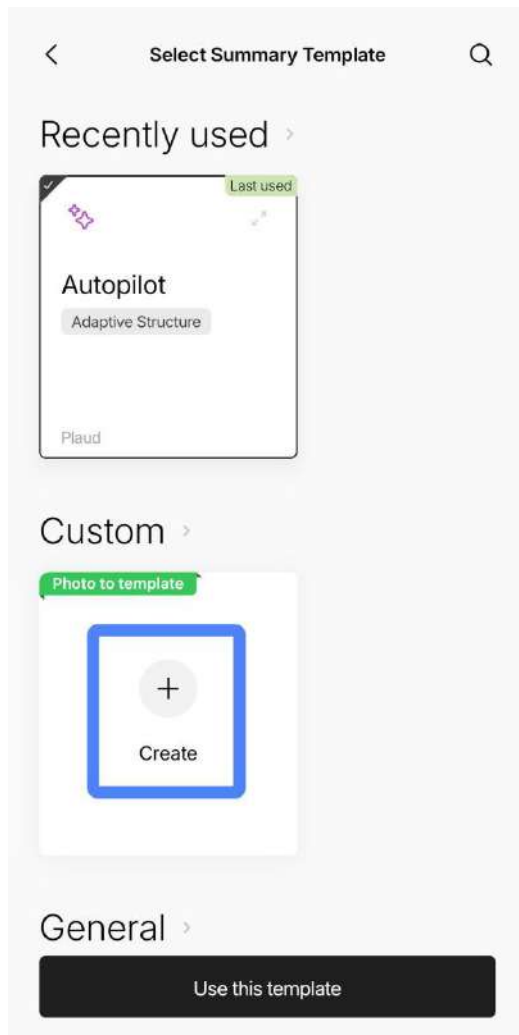 Select Summary Template
Recently used
Last used
Autopilot
Adaptive Structure
Plaud
Custom
Photo to template
Create
General
Use this template